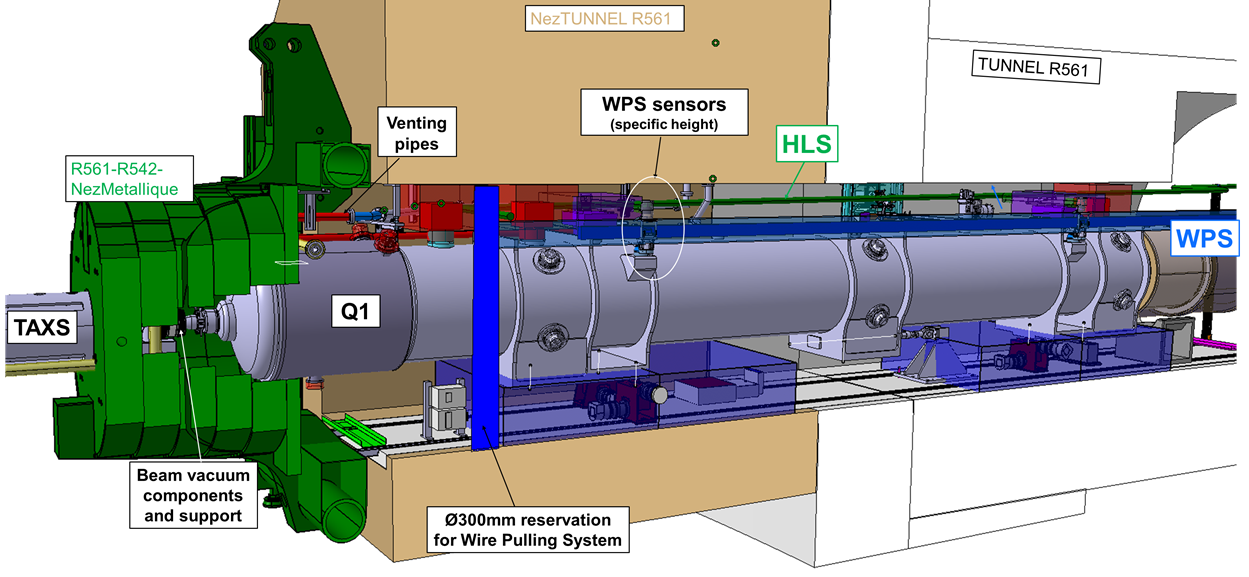 NezTUNNEL R561
TUNNEL R561
WPS sensors
(specific height)
Venting
pipes
HLS
R561-R542-
NezMetallique
WPS
Q1
TAXS
Beam vacuum
components
and support
Ø300mm reservation
for Wire Pulling System